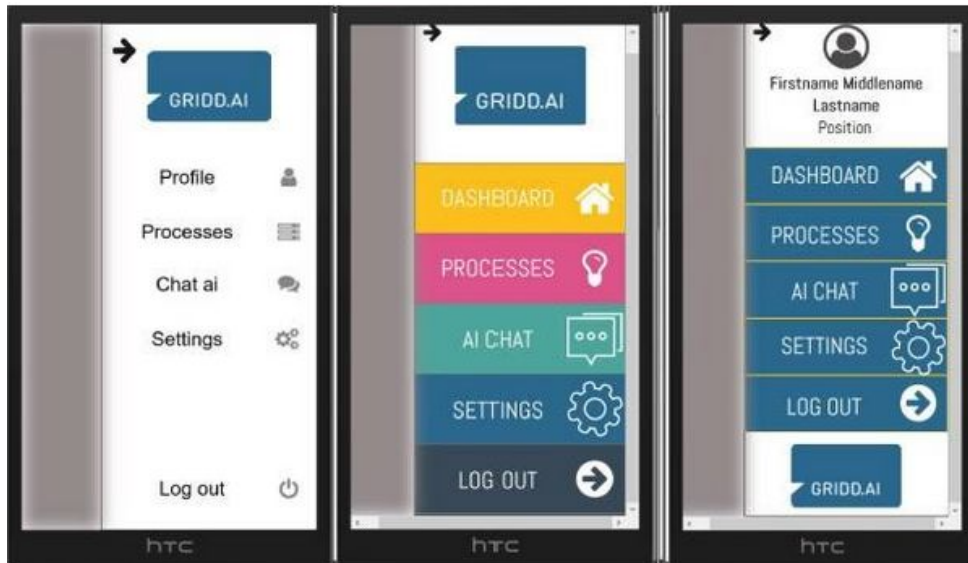 GRIDD.AI
Profile
Processes
Chat ai
Settings
Log out
hTC
GRIDD.AI
DASHBOARD
PROCESSES
AI CHAT
SETTINGS
LOG OUT
hTC
Firstname Middlename
Lastname
Position
DASHBOARD
PROCESSES
AI CHAT
SETTINGS
LOG OUT
GRIDD.AI
hTC